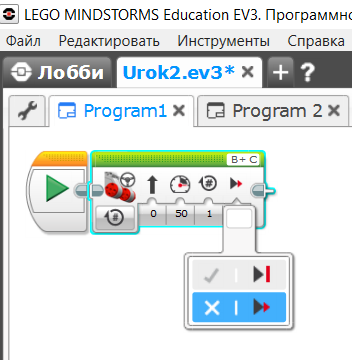 LEGO MINDSTORMS Education EV3. Программно
Файл Редактировать Инструменты Справка
Лобби Urok2.ev3* + ?
Program1 Program 2
B+ C
#
# 0 50 1